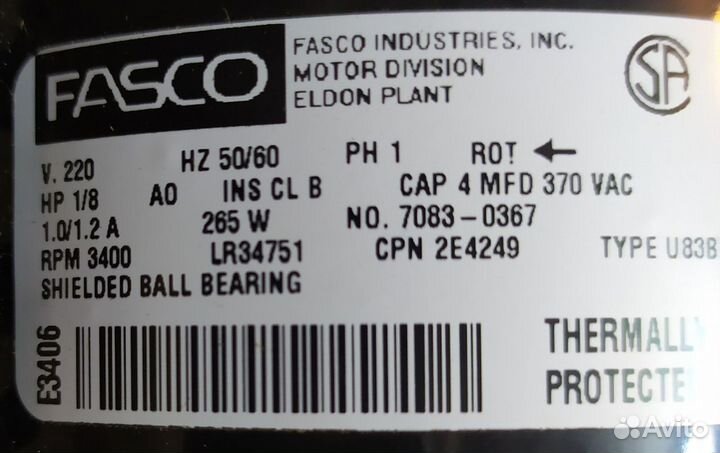 FASCO
FASCO INDUSTRIES, INC.
MOTOR DIVISION
ELDON PLANT
SA
V. 220 HZ 50/60 PH 1 ROT ←
HP 1/8 AO INS CL B CAP 4 MFD 370 VAC
1.0/1.2 A 265 W NO. 7083-0367
RPM 3400 LR34751 CPN 2E4249 TYPE U83B
SHIELDED BALL BEARING
E3406
THERMALL
PROTECTE
Avito